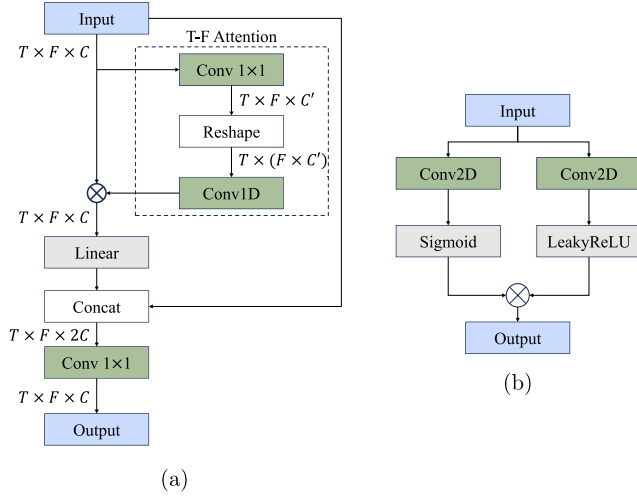 Input
T × F × C
T-F Attention
Conv 1×1
T × F × C′
Reshape
T × (F × C′)
Conv1D
T × F × C
Linear
Concat
T × F × 2C
Conv 1×1
T × F × C
Output
(a)
Input
Conv2D Conv2D
Sigmoid LeakyReLU
Output
(b)